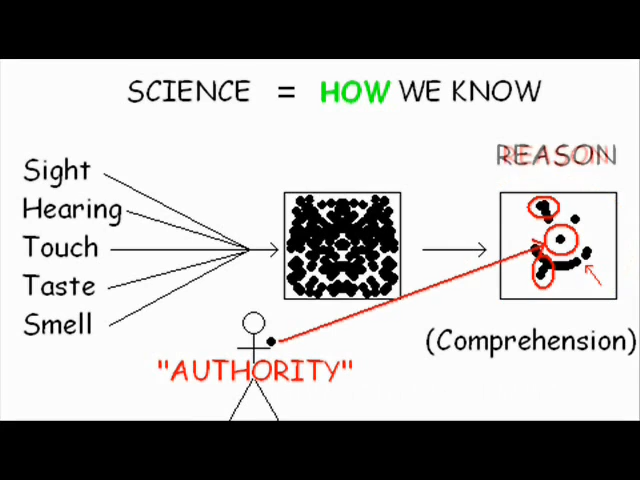 SCIENCE = HOW WE KNOW
REASON
Sight
Hearing
Touch
Taste
Smell
(Comprehension)
"AUTHORITY"